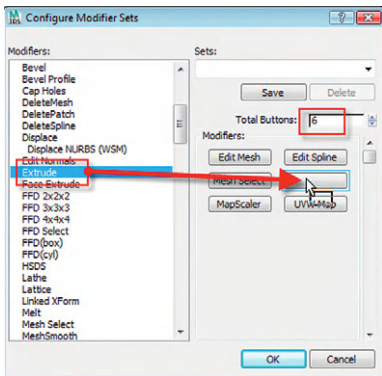 Configure Modifier Sets
Modifiers:
Sets:
Bevel
Bevel Profile
Cap Holes
DeleteMesh
DeletePatch
DeleteSpline
Displace
Displace NURBS (WSM)
Edit Normals
Extrude
Face Extrude
FFD 2x2x2
FFD 3x3x3
FFD 4x4x4
FFD Select
FFD(box)
FFD(cyl)
HSDS
Lathe
Lattice
Linked XForm
Melt
Mesh Select
MeshSmooth
Save
Delete
Total Buttons: 6
Modifiers:
Edit Mesh
Edit Spline
Mesh Select
MapScaler
UVW Map
OK
Cancel